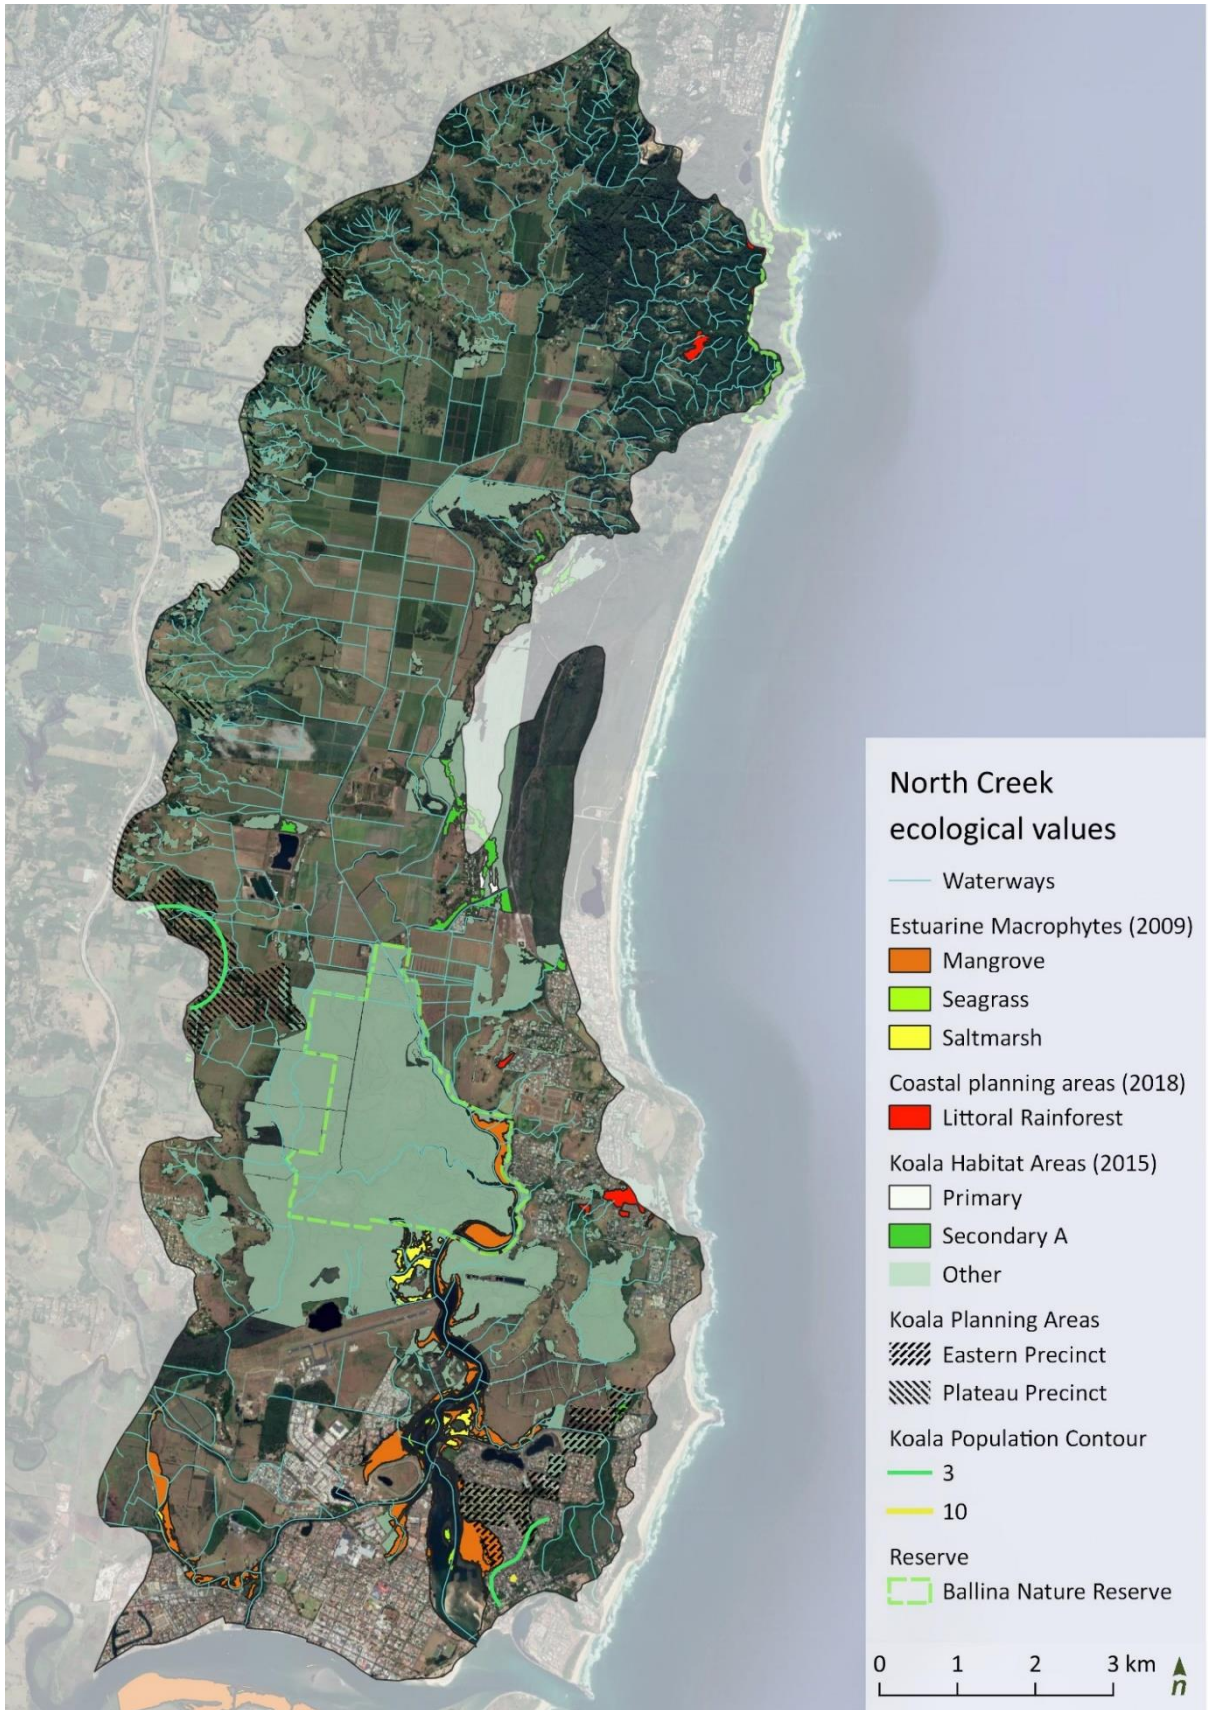 North Creek
ecological values
Waterways
Estuarine Macrophytes (2009)
Mangrove
Seagrass
Saltmarsh
Coastal planning areas (2018)
Littoral Rainforest
Koala Habitat Areas (2015)
Primary
Secondary A
Other
Koala Planning Areas
Eastern Precinct
Plateau Precinct
Koala Population Contour
3
10
Reserve
Ballina Nature Reserve
0 1 2 3 km
n